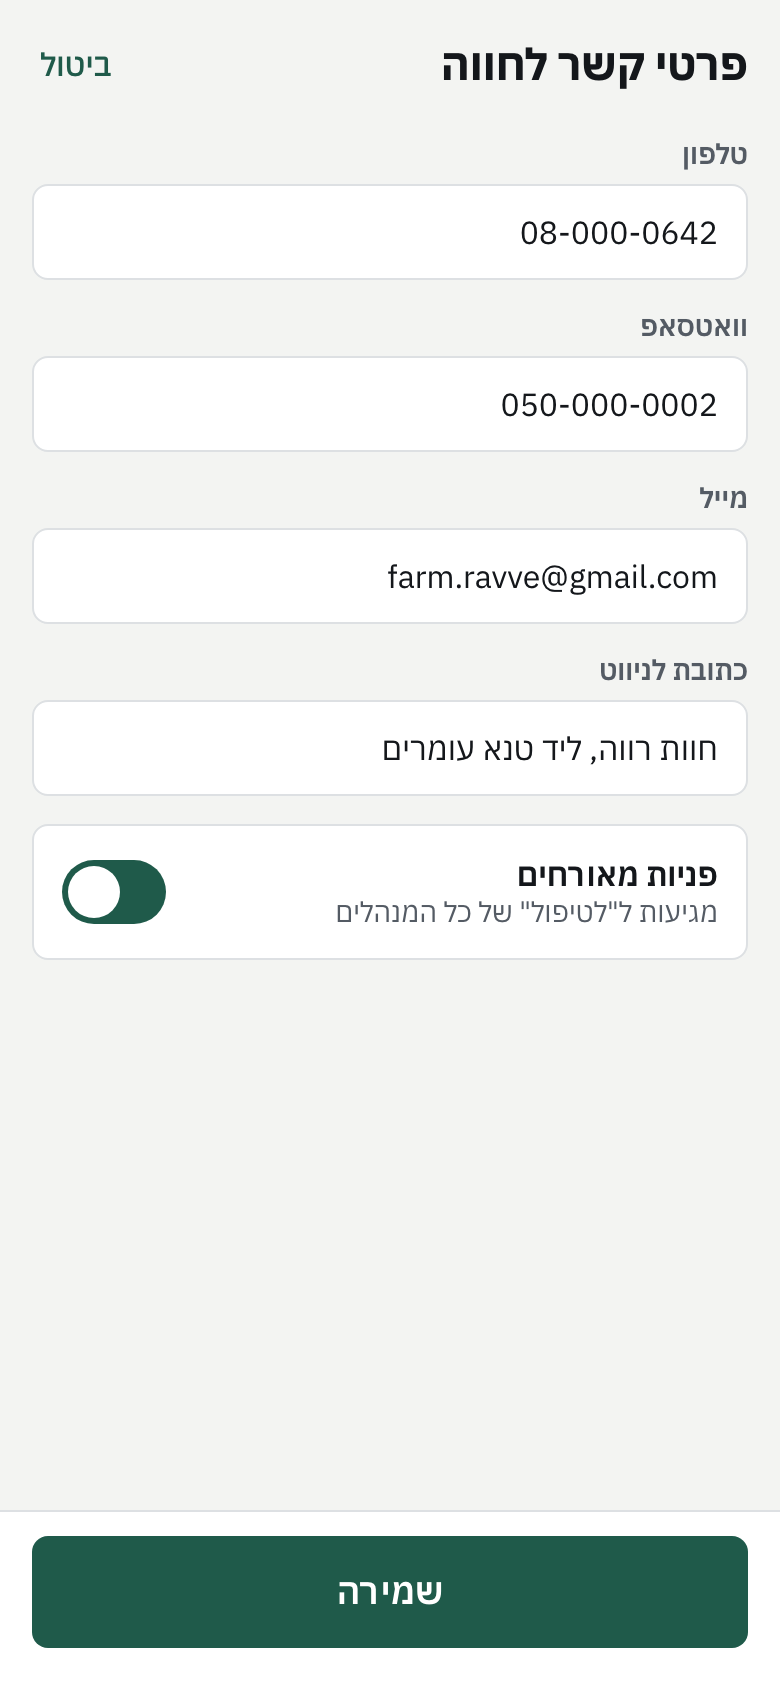 פרטי קשר לחווה
ביטול
טלפון
08-000-0642
וואטסאפ
050-000-0002
מייל
farm.ravve@gmail.com
כתובת לניווט
חוות רווה, ליד טנא עומרים
פניות מאורחים
מגיעות ל"לטיפול" של כל המנהלים
שמירה